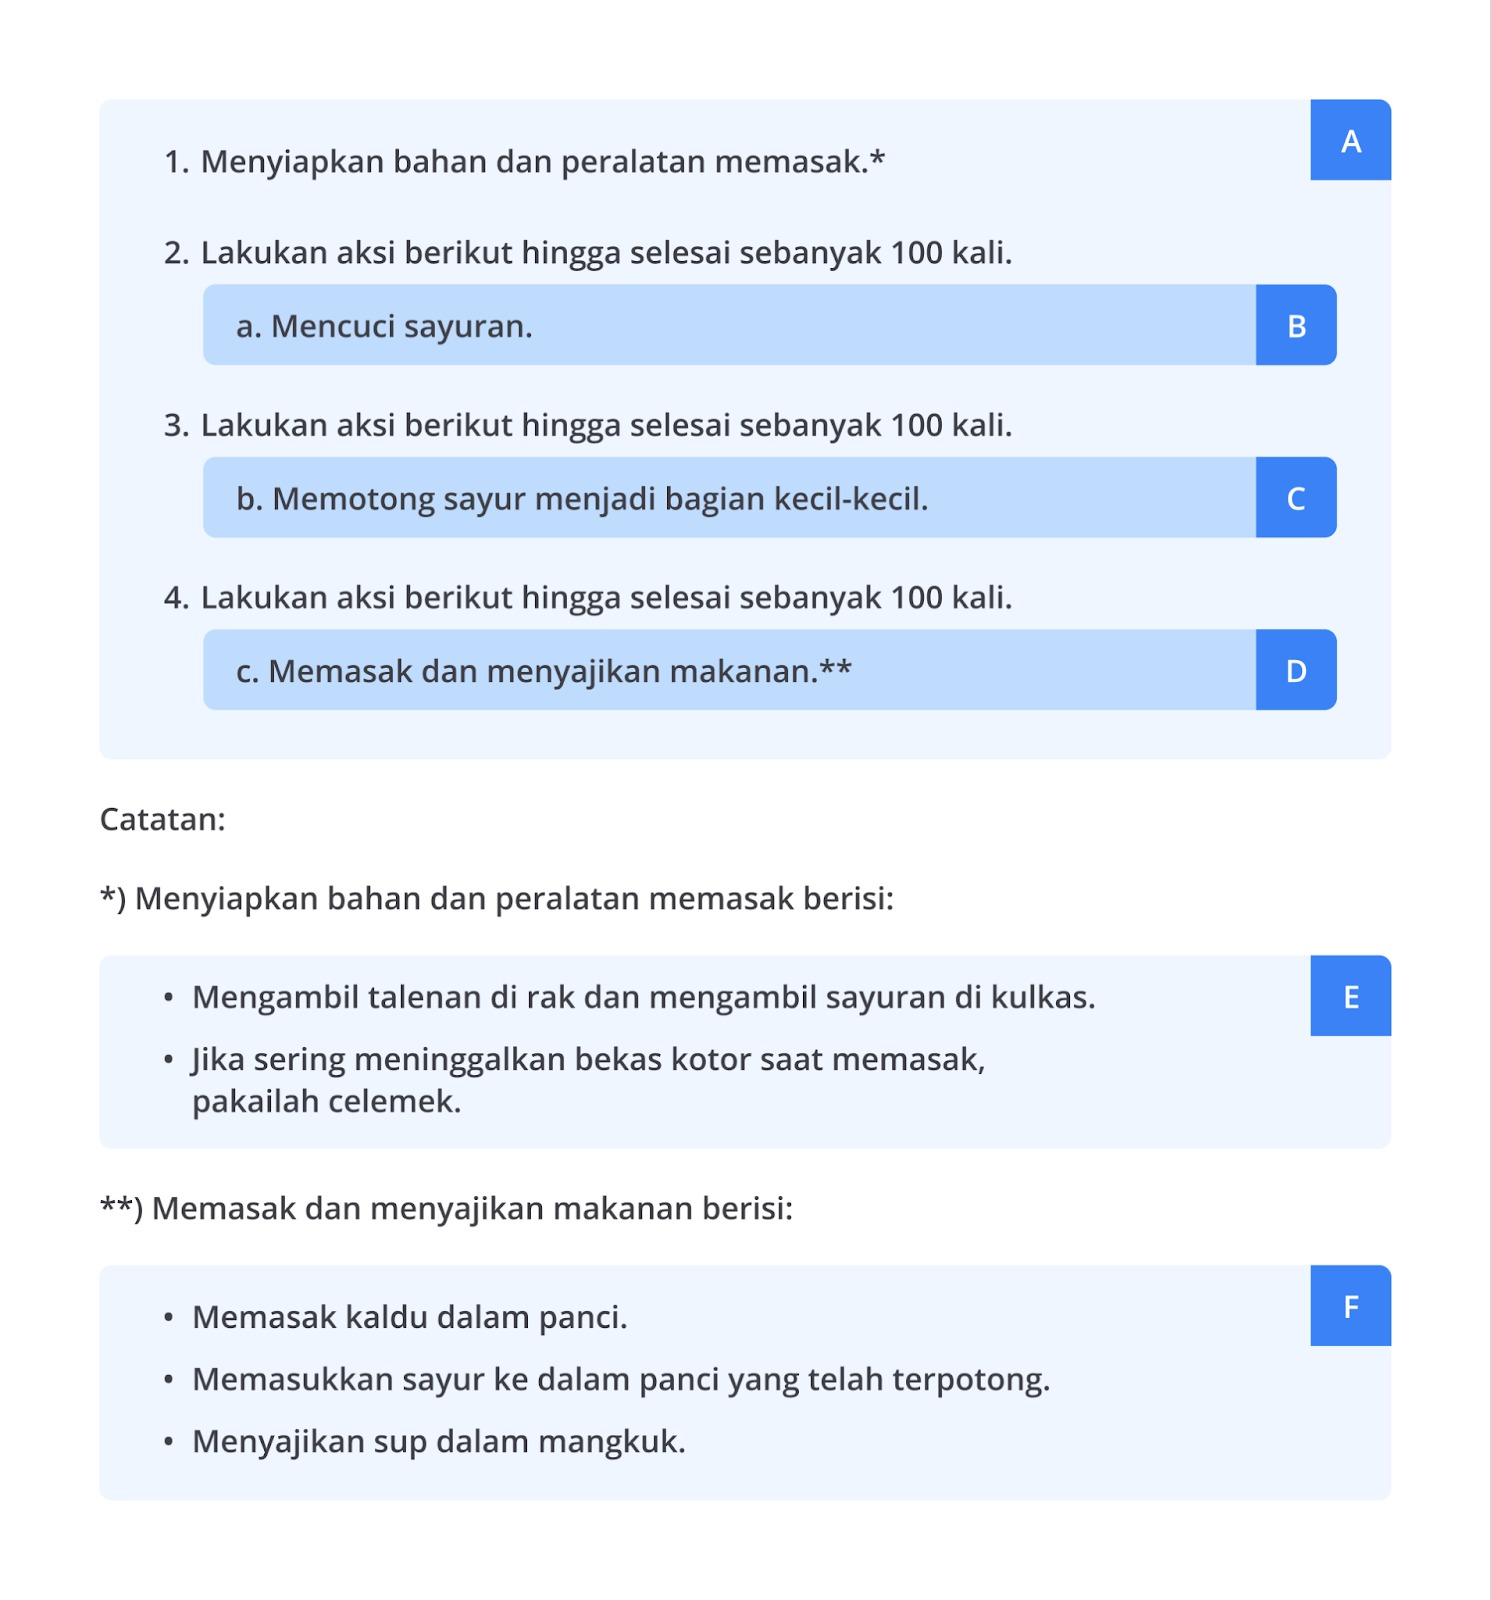 A
1. Menyiapkan bahan dan peralatan memasak.*
2. Lakukan aksi berikut hingga selesai sebanyak 100 kali.
a. Mencuci sayuran.
B
3. Lakukan aksi berikut hingga selesai sebanyak 100 kali.
b. Memotong sayur menjadi bagian kecil-kecil.
C
4. Lakukan aksi berikut hingga selesai sebanyak 100 kali.
c. Memasak dan menyajikan makanan.**
D
Catatan:
*) Menyiapkan bahan dan peralatan memasak berisi:
E
• Mengambil talenan di rak dan mengambil sayuran di kulkas.
• Jika sering meninggalkan bekas kotor saat memasak,
pakailah celemek.
**) Memasak dan menyajikan makanan berisi:
F
• Memasak kaldu dalam panci.
• Memasukkan sayur ke dalam panci yang telah terpotong.
• Menyajikan sup dalam mangkuk.